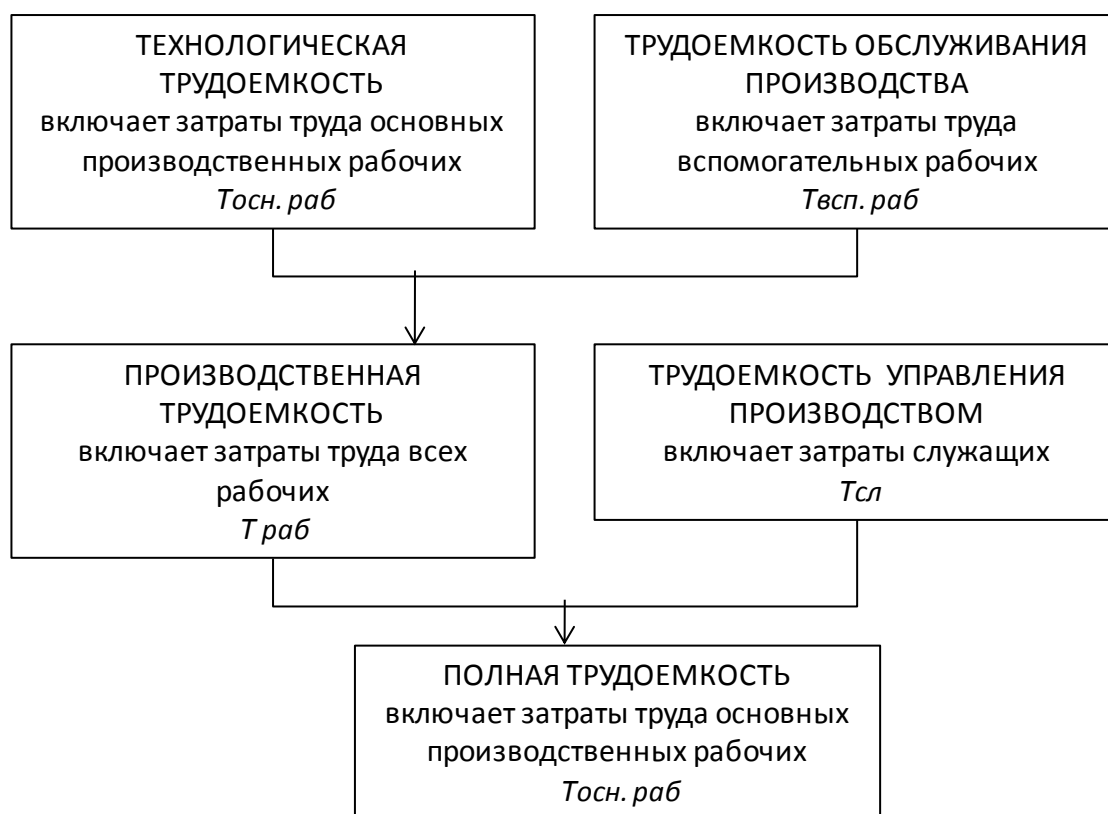 ТЕХНОЛОГИЧЕСКАЯ
ТРУДОЕМКОСТЬ
включает затраты труда основных
производственных рабочих
Тосн. раб
ТРУДОЕМКОСТЬ ОБСЛУЖИВАНИЯ
ПРОИЗВОДСТВА
включает затраты труда
вспомогательных рабочих
Твсп. раб
ПРОИЗВОДСТВЕННАЯ
ТРУДОЕМКОСТЬ
включает затраты труда всех
рабочих
Т раб
ТРУДОЕМКОСТЬ УПРАВЛЕНИЯ
ПРОИЗВОДСТВОМ
включает затраты служащих
Тсл
ПОЛНАЯ ТРУДОЕМКОСТЬ
включает затраты труда основных
производственных рабочих
Тосн. раб